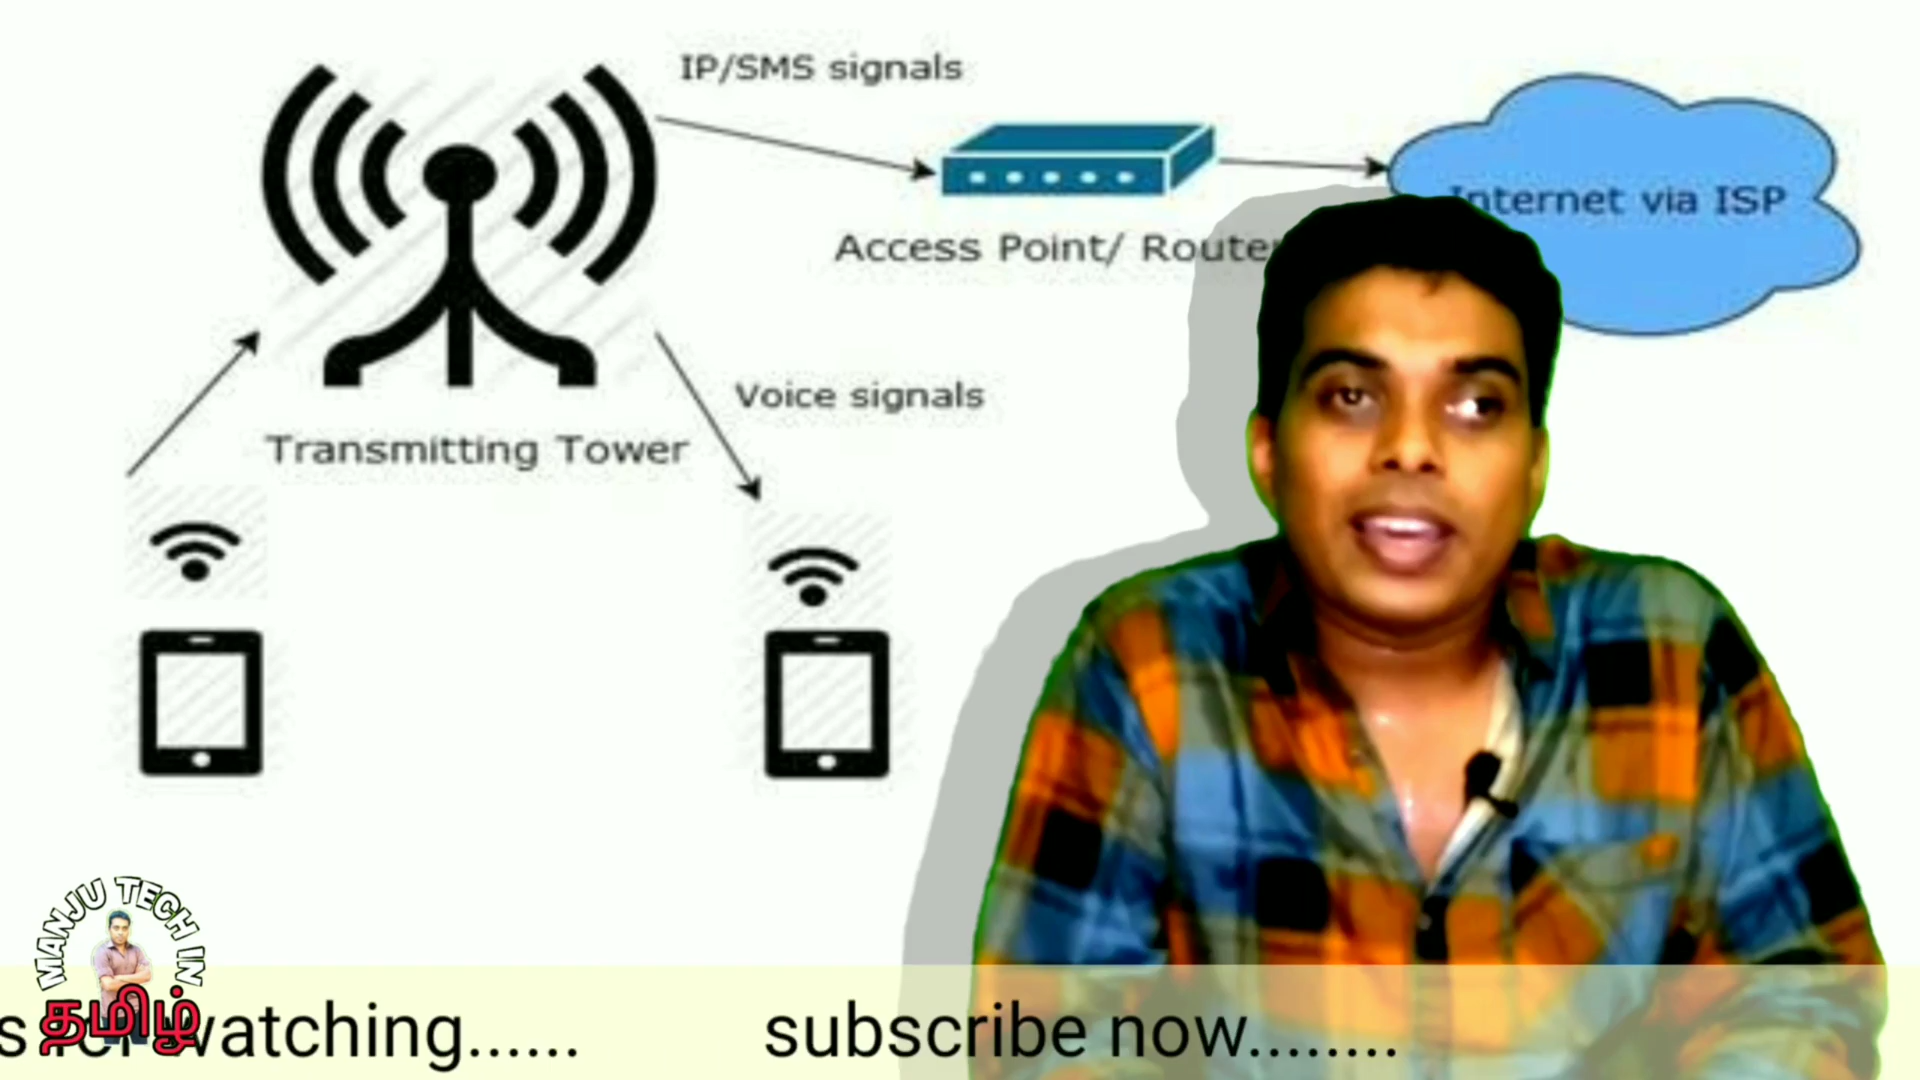 IP/SMS signals
Internet via ISP
Access Point/ Router
Voice signals
Transmitting Tower
MANJU TECH IN
தமிழ்
watching......
subscribe now........